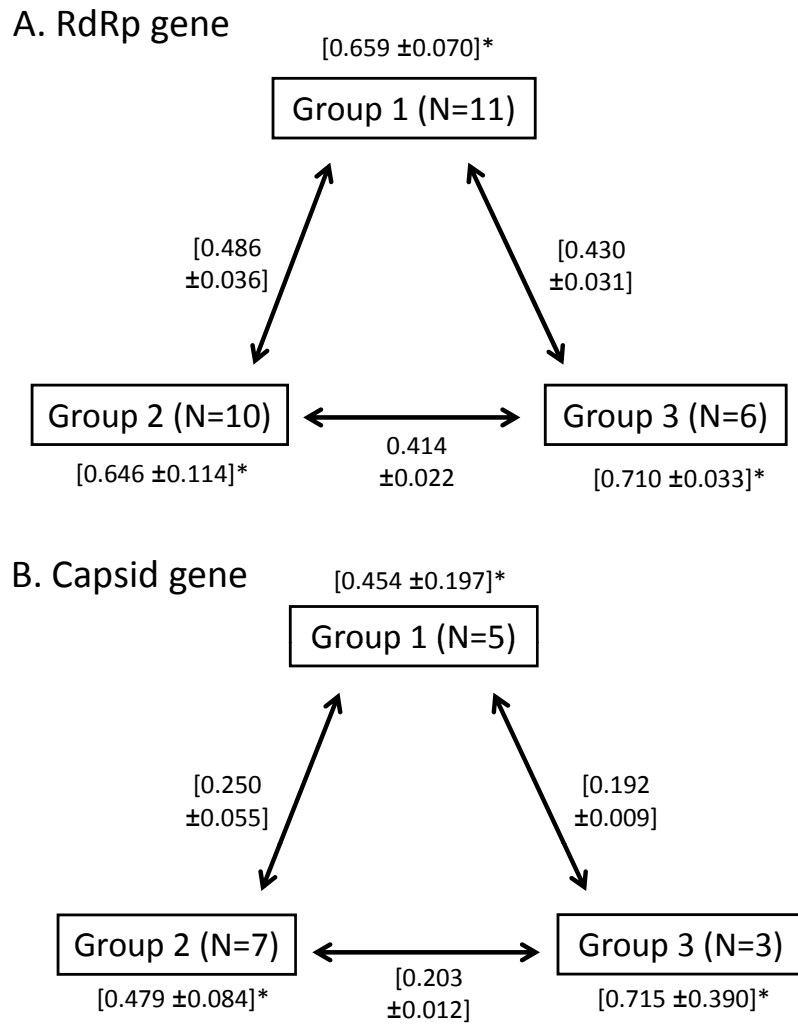 A. RdRp gene
[0.659 ±0.070]*
Group 1 (N=11)
[0.486
±0.036]
[0.430
±0.031]
Group 2 (N=10)
Group 3 (N=6)
0.414
±0.022
[0.646 ±0.114]*
[0.710 ±0.033]*
B. Capsid gene
[0.454 ±0.197]*
Group 1 (N=5)
[0.250
±0.055]
[0.192
±0.009]
Group 2 (N=7)
Group 3 (N=3)
[0.203
±0.012]
[0.479 ±0.084]*
[0.715 ±0.390]*